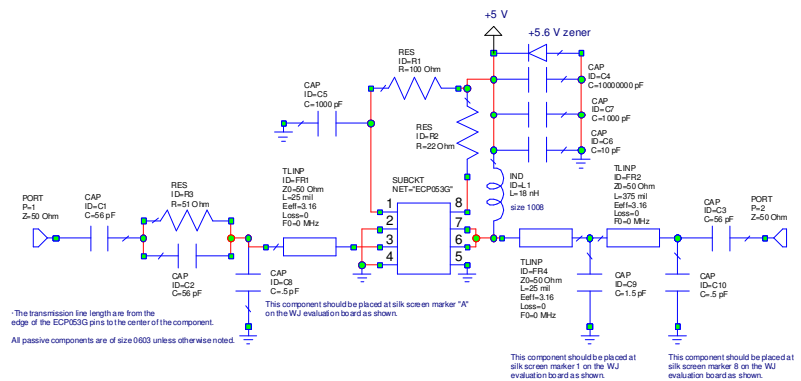 +5 V
+5.6 V zener
RES
ID=R1
R=100 Ohm
CAP
ID=C4
C=10000000 pF
CAP
ID=C5
C=1000 pF
CAP
ID=C7
C=1000 pF
RES
ID=R2
R=22 Ohm
CAP
ID=C6
C=10 pF
SUBCKT
NET="ECP053G"
IND
ID=L1
L=18 nH
size 1008
TLINP
ID=FR1
Z0=50 Ohm
L=25 mil
Eeff=3.16
Loss=0
F0=0 MHz
TLINP
ID=FR2
Z0=50 Ohm
L=375 mil
Eeff=3.16
Loss=0
F0=0 MHz
PORT
P=1
Z=50 Ohm
CAP
ID=C1
C=56 pF
RES
ID=R3
R=51 Ohm
CAP
ID=C3
C=56 pF
PORT
P=2
Z=50 Ohm
1
2
3
4
8
7
6
5
CAP
ID=C2
C=56 pF
CAP
ID=C8
C=.5 pF
TLINP
ID=FR4
Z0=50 Ohm
L=25 mil
Eeff=3.16
Loss=0
F0=0 MHz
CAP
ID=C9
C=1.5 pF
CAP
ID=C10
C=.5 pF
This component should be placed at silk screen marker "A"
on the WJ evaluation board as shown.
·The transmission line length are from the
edge of the ECP053G pins to the center of the component.
All passive components are of size 0603 unless otherwise noted.
This component should be placed at
silk screen marker 1 on the WJ
evaluation board as shown.
This component should be placed at
silk screen marker 8 on the WJ
evaluation board as shown.